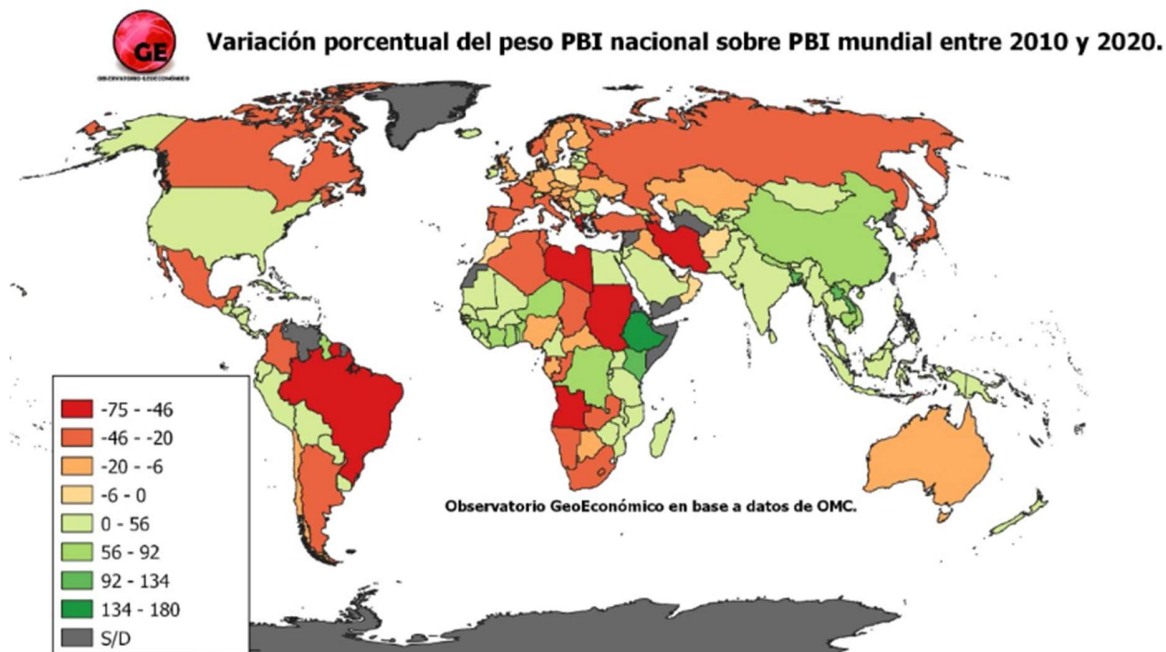 GE
OBSERVATORIO GEOECONÓMICO
Variación porcentual del peso PBI nacional sobre PBI mundial entre 2010 y 2020.
-75 - -46
-46 - -20
-20 - -6
-6 - 0
0 - 56
56 - 92
92 - 134
134 - 180
S/D
Observatorio GeoEconómico en base a datos de OMC.